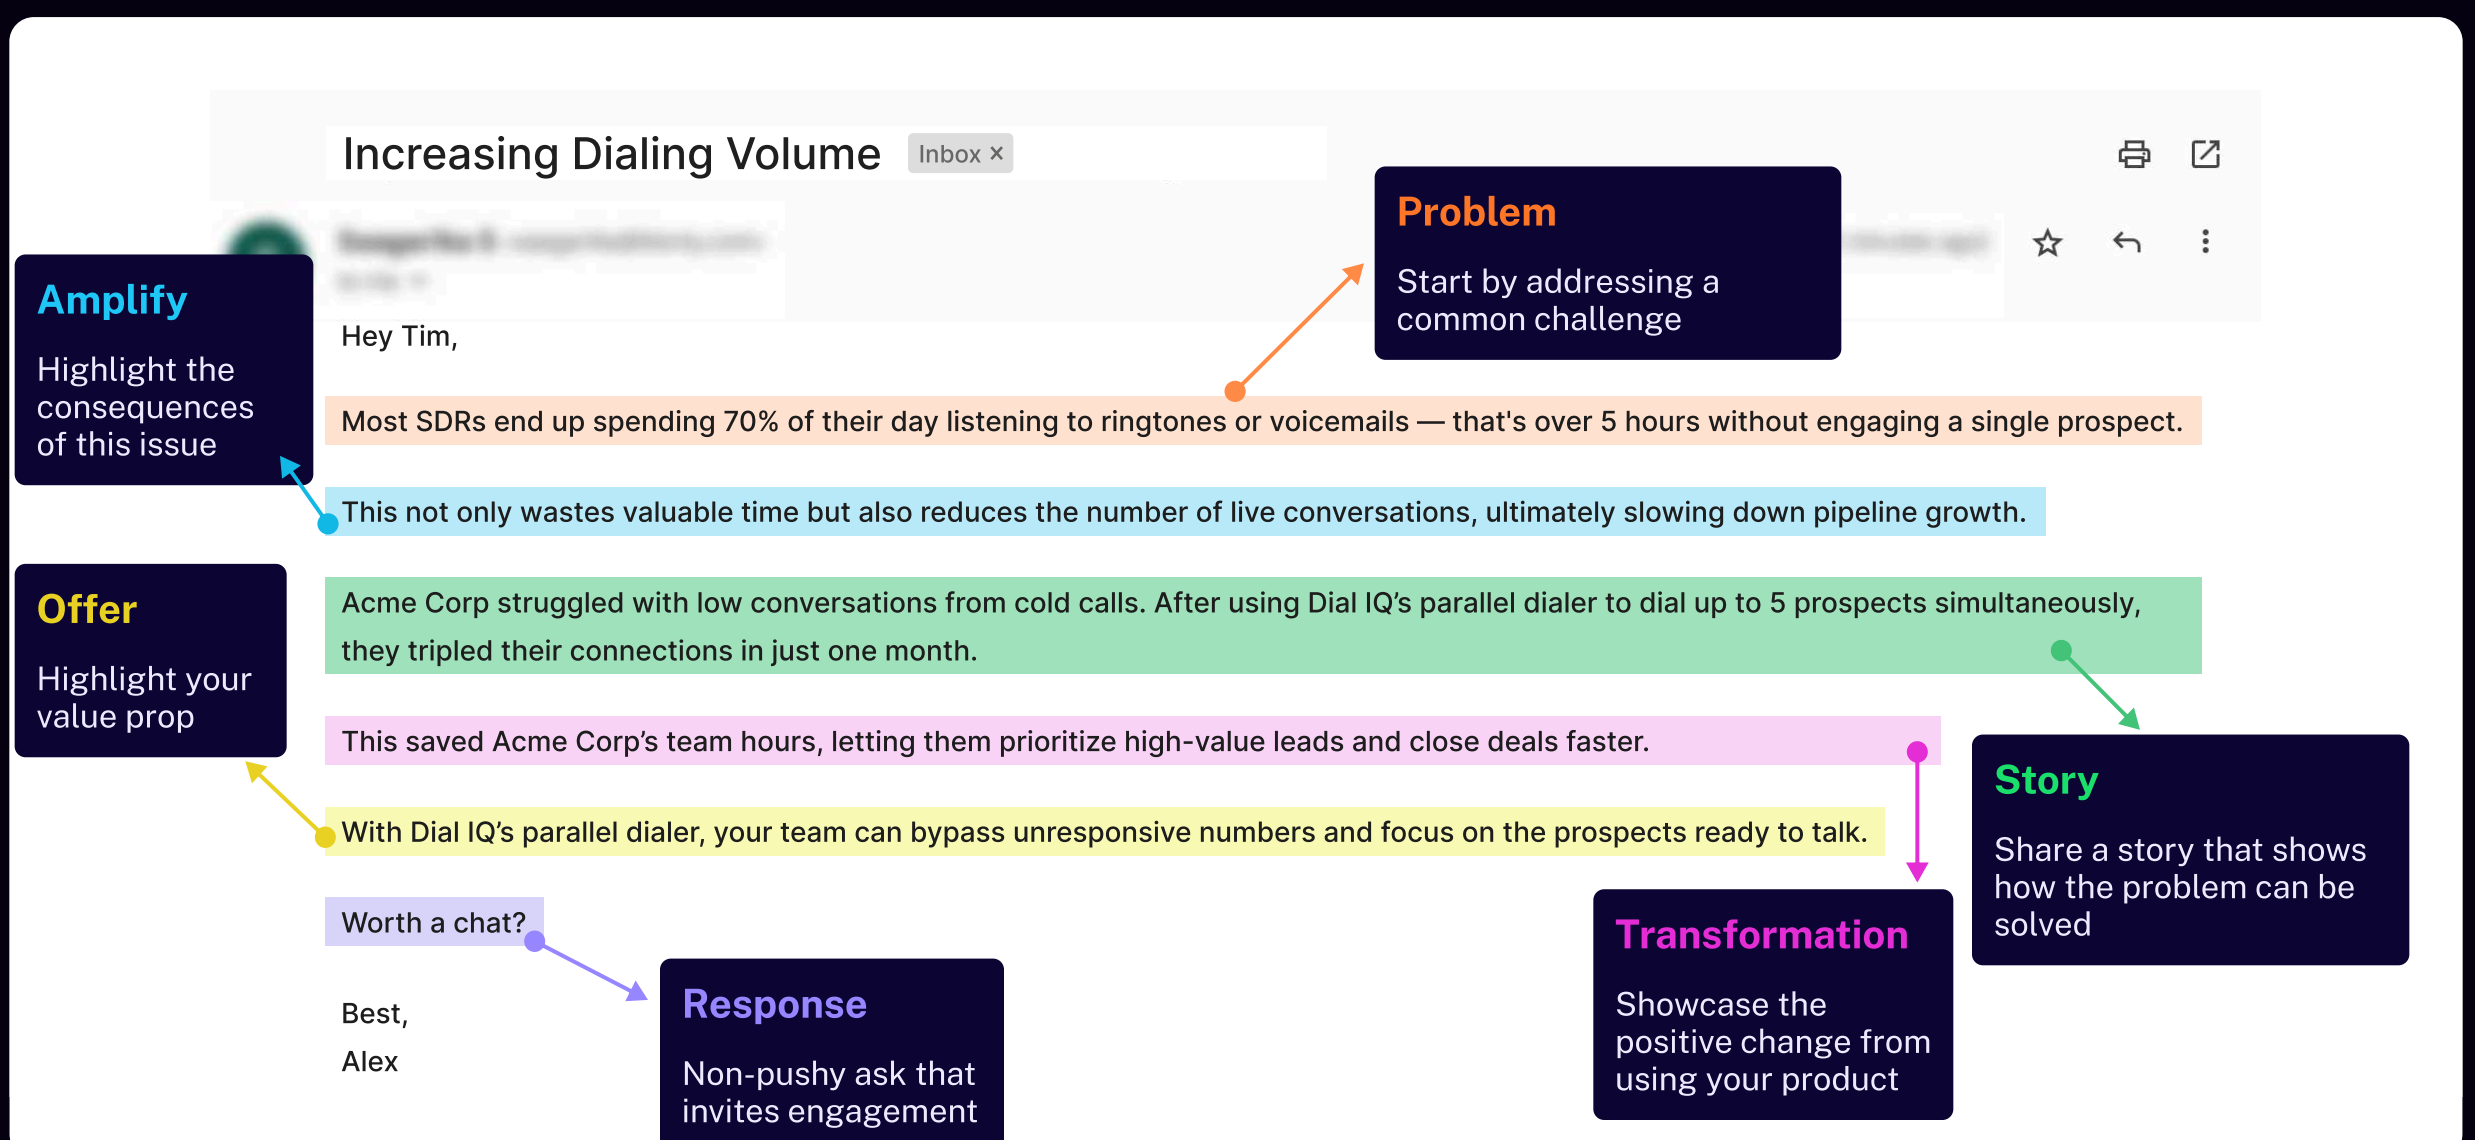 Increasing Dialing Volume
Inbox ×
Problem
Start by addressing a
common challenge
Amplify
Highlight the
consequences
of this issue
Hey Tim,
Most SDRs end up spending 70% of their day listening to ringtones or voicemails — that's over 5 hours without engaging a single prospect.
This not only wastes valuable time but also reduces the number of live conversations, ultimately slowing down pipeline growth.
Offer
Highlight your
value prop
Acme Corp struggled with low conversations from cold calls. After using Dial IQ’s parallel dialer to dial up to 5 prospects simultaneously,
they tripled their connections in just one month.
This saved Acme Corp’s team hours, letting them prioritize high-value leads and close deals faster.
Story
Share a story that shows
how the problem can be
solved
With Dial IQ’s parallel dialer, your team can bypass unresponsive numbers and focus on the prospects ready to talk.
Worth a chat?
Transformation
Showcase the
positive change from
using your product
Response
Non-pushy ask that
invites engagement
Best,
Alex